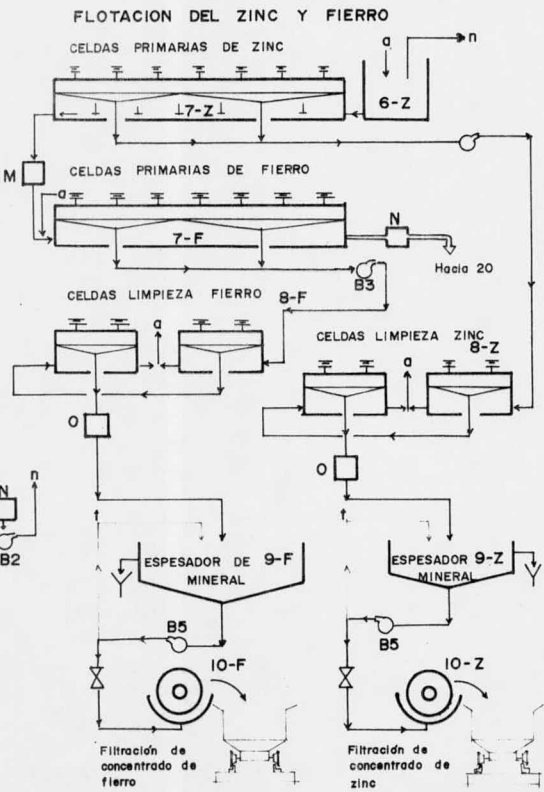 FLOTACION DEL ZINC Y FIERRO
CELDAS PRIMARIAS DE ZINC
a
n
6-Z
7-Z
M
CELDAS PRIMARIAS DE FIERRO
a
N
7-F
Hacia 20
B3
CELDAS LIMPIEZA FIERRO
8-F
a
CELDAS LIMPIEZA ZINC
8-Z
a
O
O
N
n
B2
t
t
ESPESADOR DE
MINERAL
9-F
ESPESADOR
MINERAL
9-Z
B5
B5
10-F
10-Z
Filtración de
concentrado de
fierro
Filtración de
concentrado de
zinc